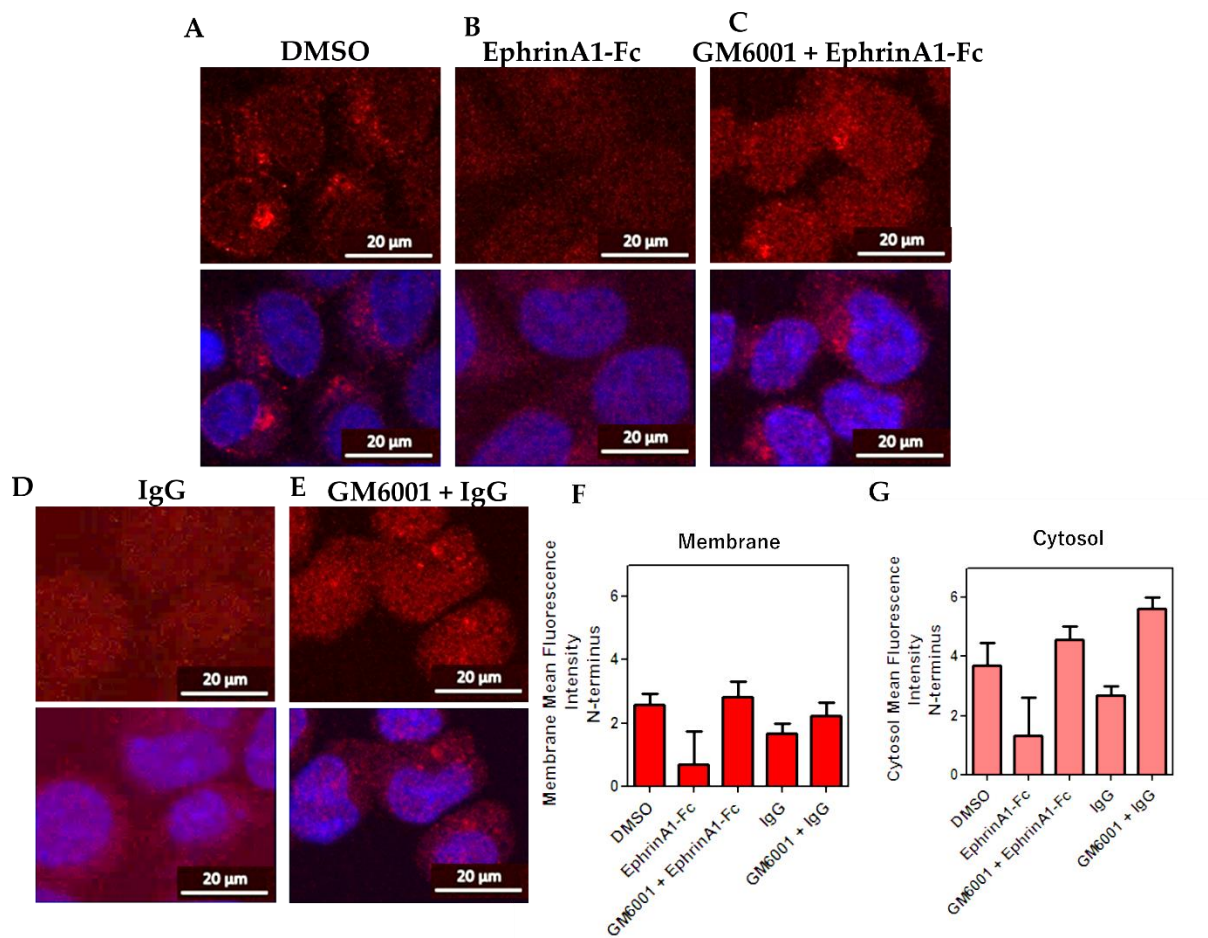 A
B
C
DMSO
EphrinA1-Fc
GM6001 + EphrinA1-Fc
20 µm
20 µm
20 µm
20 µm
20 µm
20 µm
D
IgG
E
GM6001 + IgG
F
G
20 µm
20 µm
20 µm
20 µm
Membrane
Membrane Mean Fluorescence
Intensity
N-terminus
6
4
2
0
DMSO
EphrinA1-Fc
GM6001 + EphrinA1-Fc
IgG
GM6001 + IgG
Cytosol
Cytosol Mean Fluorescence
Intensity
N-terminus
6
4
2
0
DMSO
EphrinA1-Fc
GM6001 + EphrinA1-Fc
IgG
GM6001 + IgG